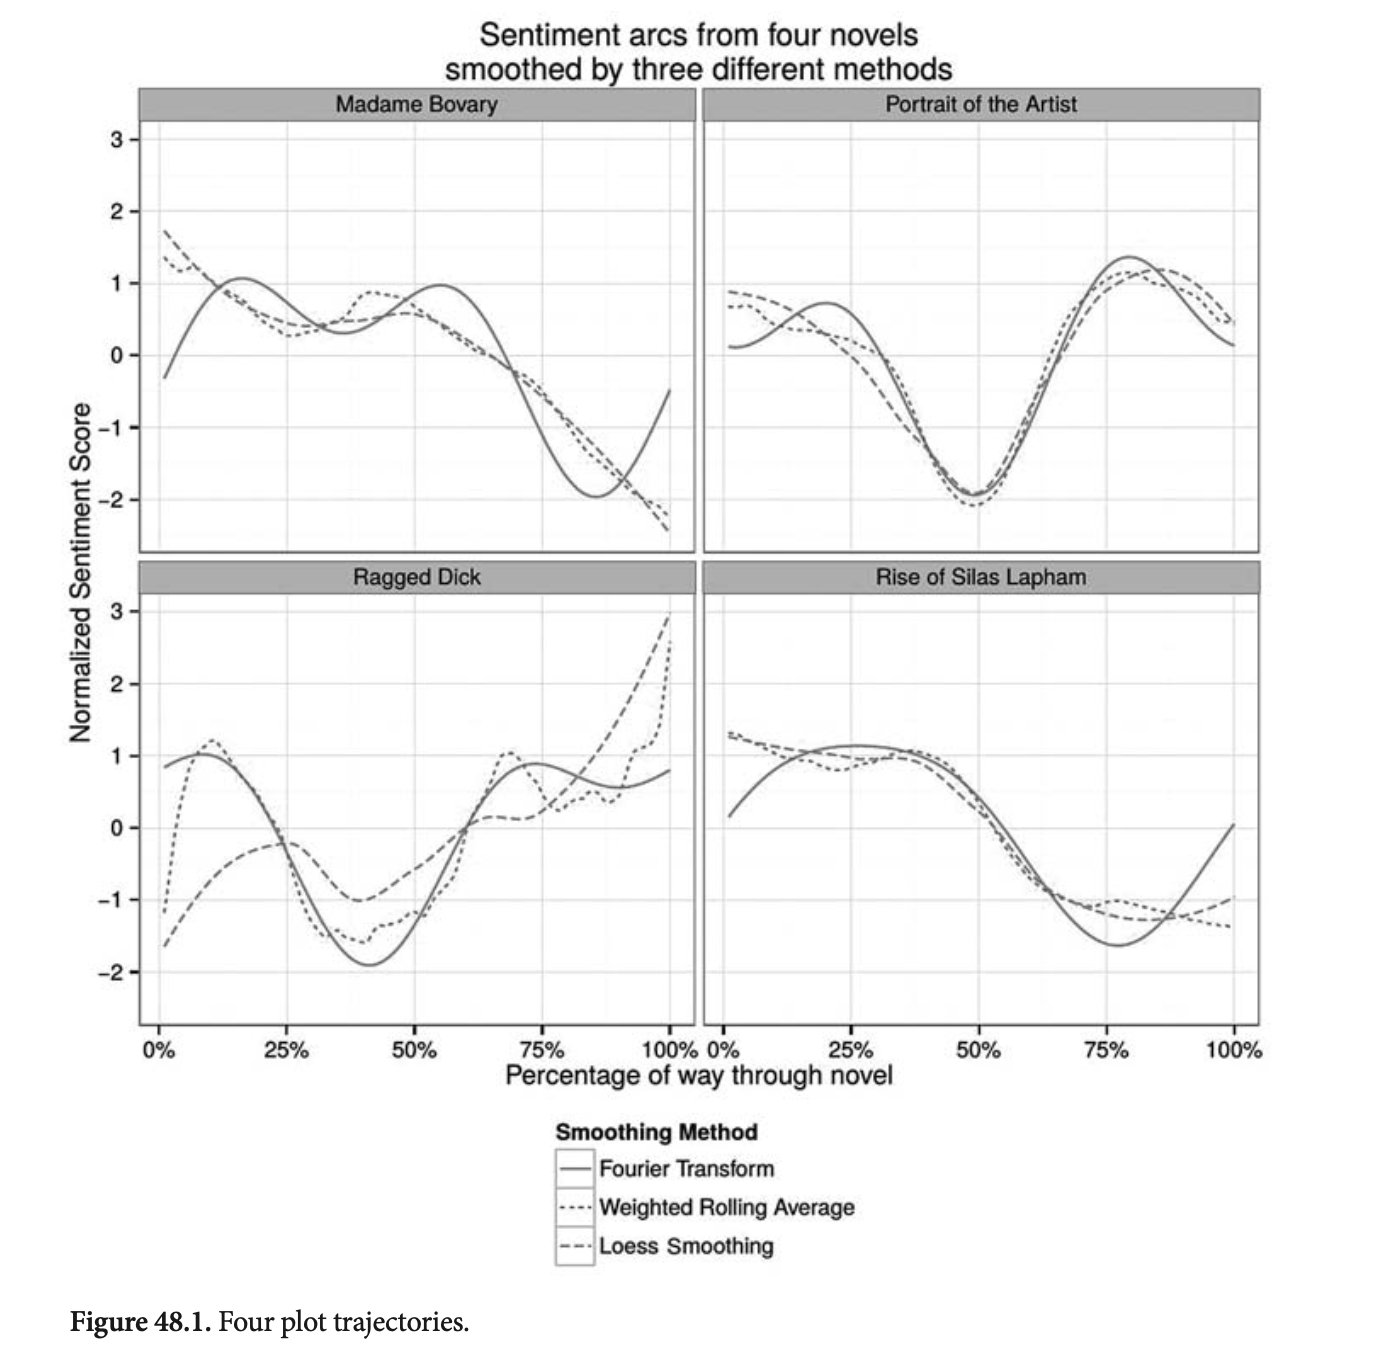 Sentiment arcs from four novels
smoothed by three different methods
Madame Bovary
Portrait of the Artist
3
2
1
0
−1
−2
Ragged Dick
Rise of Silas Lapham
3
2
1
0
−1
−2
Normalized Sentiment Score
0% 25% 50% 75% 100% 0% 25% 50% 75% 100%
Percentage of way through novel
Smoothing Method
Fourier Transform
Weighted Rolling Average
Loess Smoothing
Figure 48.1. Four plot trajectories.